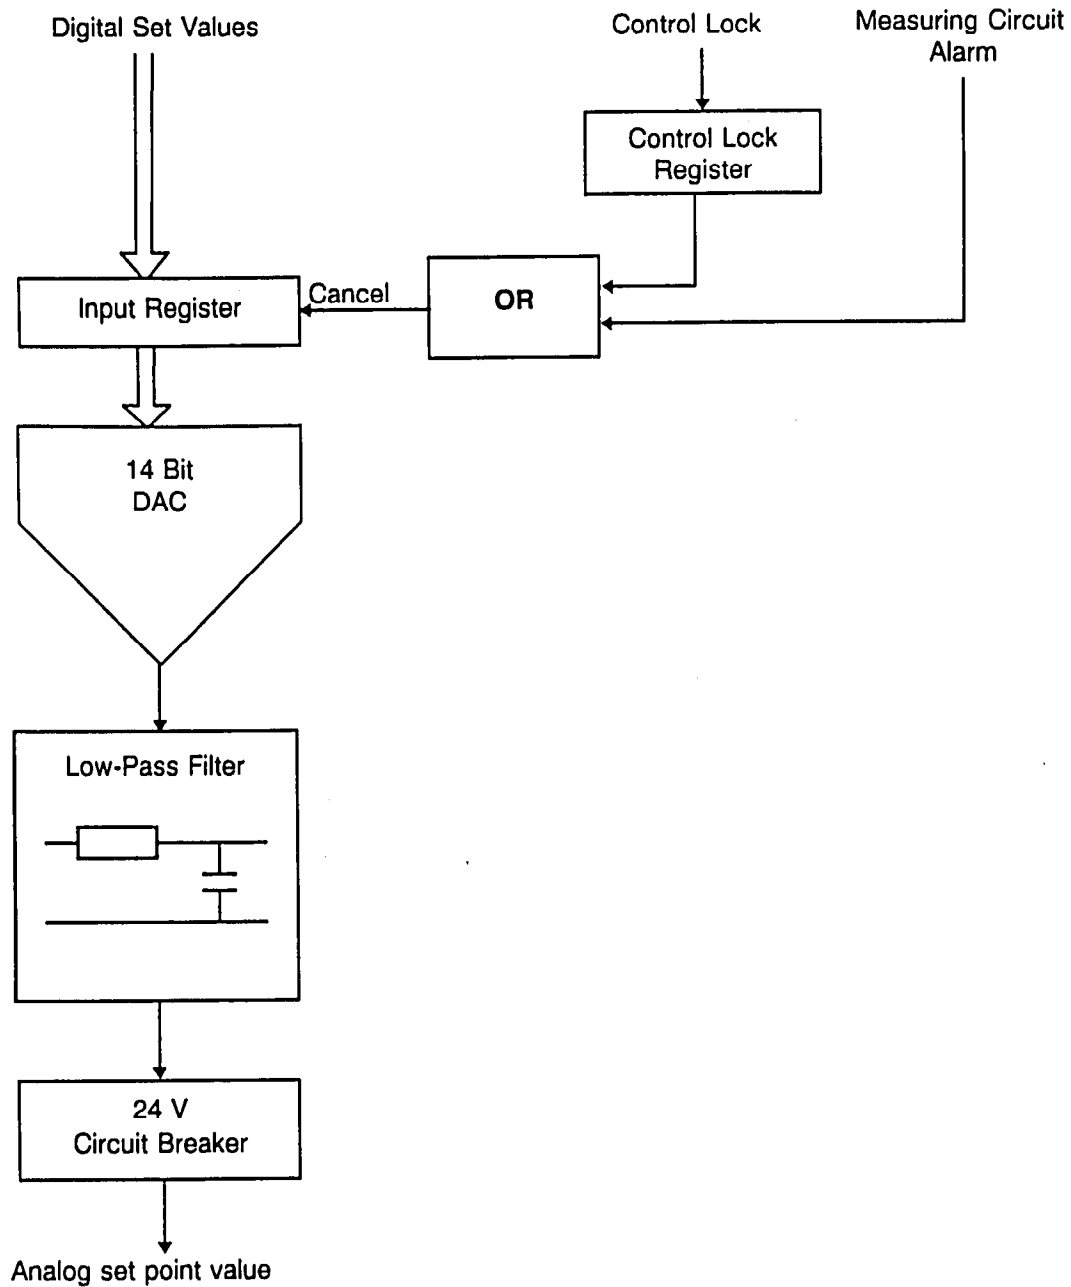 Digital Set Values
Control Lock
Measuring Circuit
Alarm
Control Lock
Register
Input Register
Cancel
OR
14 Bit
DAC
Low-Pass Filter
24 V
Circuit Breaker
Analog set point value